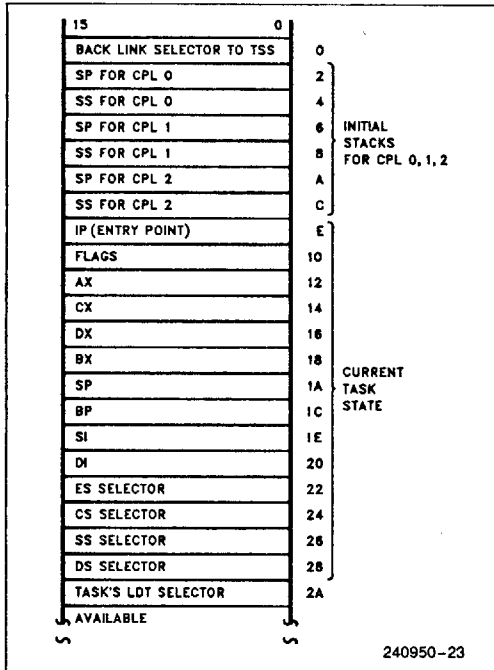 15 0
BACK LINK SELECTOR TO TSS 0
SP FOR CPL 0 2
SS FOR CPL 0 4
SP FOR CPL 1 6
SS FOR CPL 1 8
SP FOR CPL 2 A
SS FOR CPL 2 C
INITIAL
STACKS
FOR CPL 0, 1, 2
IP (ENTRY POINT) E
FLAGS 10
AX 12
CX 14
DX 16
BX 18
SP 1A
BP 1C
SI 1E
DI 20
ES SELECTOR 22
CS SELECTOR 24
SS SELECTOR 26
DS SELECTOR 28
CURRENT
TASK
STATE
TASK'S LDT SELECTOR 2A
AVAILABLE
240950-23